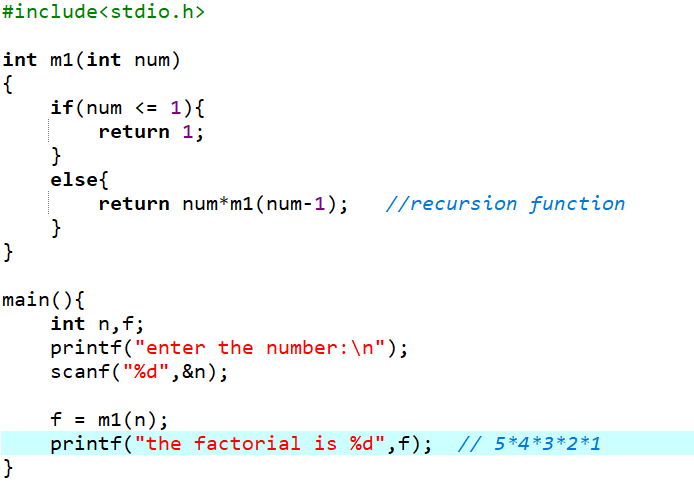 #include<stdio.h>
int m1(int num)
{
if(num <= 1){
return 1;
}
else{
return num*m1(num-1); //recursion function
}
}
main(){
int n,f;
printf("enter the number:\n");
scanf("%d",&n);
f = m1(n);
printf("the factorial is %d",f); // 5*4*3*2*1
}